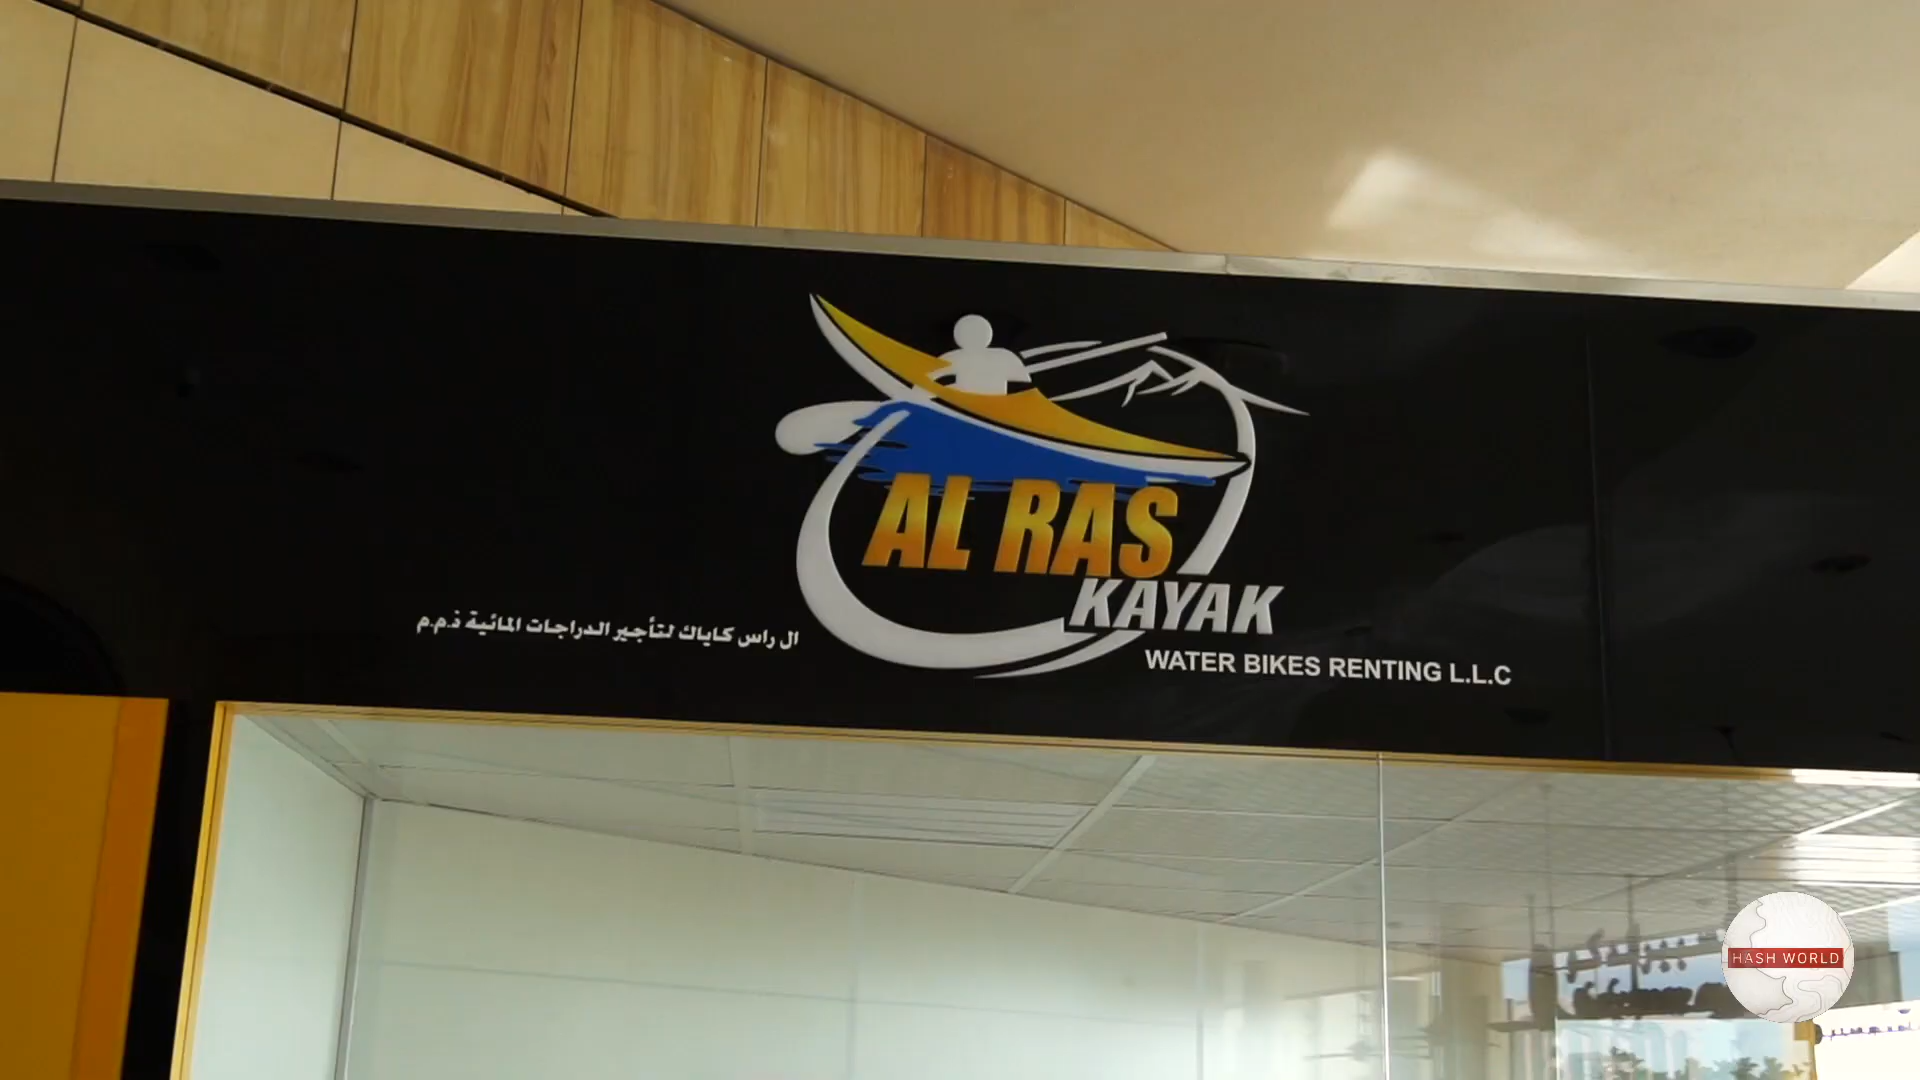 AL RAS
KAYAK
ال راس كاياك لتأجير الدراجات المائية ذ.م.م
WATER BIKES RENTING L.L.C
HASH WORLD